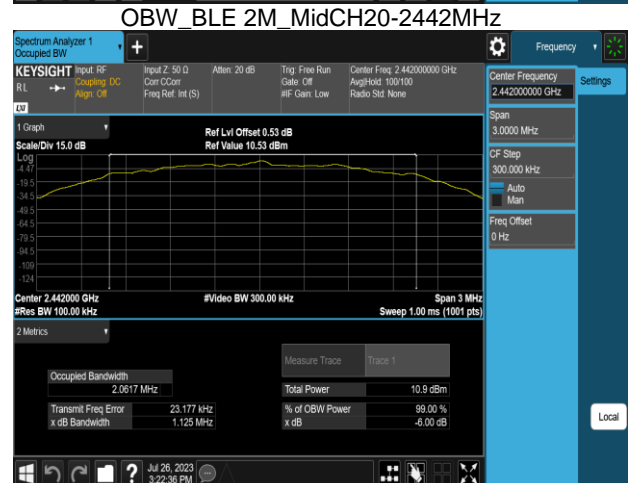 OBW_BLE 2M_MidCH20-2442MHz
Spectrum Analyzer 1
Occupied BW
+
Frequency
KEYSIGHT
Input: RF
Coupling: DC
Align: Off
Input Z: 50 Ω
Corr CCorr
Freq Ref: Int (S)
Atten: 20 dB
Trig: Free Run
Gate: Off
#IF Gain: Low
Center Freq: 2.442000000 GHz
Avg|Hold: 100/100
Radio Std: None
RL
LXI
Center Frequency
2.442000000 GHz
Settings
Span
3.0000 MHz
CF Step
300.000 kHz
Auto
Man
Freq Offset
0 Hz
1 Graph
Scale/Div 15.0 dB
Ref Lvl Offset 0.53 dB
Ref Value 10.53 dBm
Log
-4.47
-19.5
-34.5
-49.5
-64.5
-79.5
-94.5
-109
-124
Center 2.442000 GHz
#Video BW 300.00 kHz
Span 3 MHz
#Res BW 100.00 kHz
Sweep 1.00 ms (1001 pts)
2 Metrics
Measure Trace
Trace 1
Occupied Bandwidth
2.0617 MHz
Total Power
10.9 dBm
Transmit Freq Error
23.177 kHz
% of OBW Power
99.00 %
x dB Bandwidth
1.125 MHz
x dB
-6.00 dB
Local
?
Jul 26, 2023
3:22:36 PM